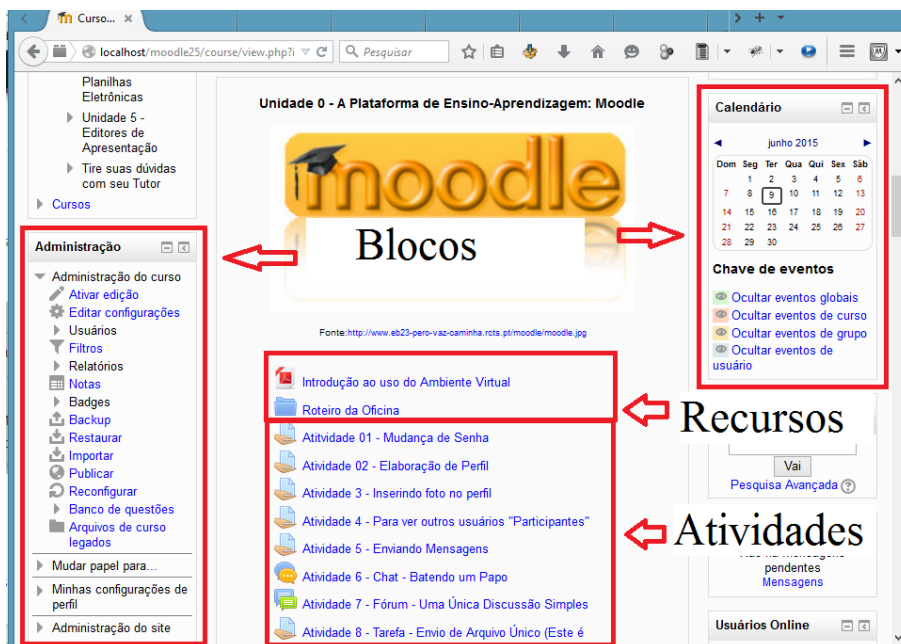 Curso...
localhost/moodle25/course/view.php?i
Pesquisar
Planilhas
Eletrônicas
Unidade 5 -
Editores de
Apresentação
Tire suas dúvidas
com seu Tutor
Cursos
Administração
Administração do curso
Ativar edição
Editar configurações
Usuários
Filtros
Relatórios
Notas
Badges
Backup
Restaurar
Importar
Publicar
Reconfigurar
Banco de questões
Arquivos de curso
legados
Mudar papel para...
Minhas configurações de
perfil
Administração do site
Unidade 0 - A Plataforma de Ensino-Aprendizagem: Moodle
moodle
Blocos
Fonte:http://www.eb23-pero-vaz-caminha.rcts.pt/moodle/moodle.jpg
Introdução ao uso do Ambiente Virtual
Roteiro da Oficina
Atitvidade 01 - Mudança de Senha
Atividade 02 - Elaboração de Perfil
Atividade 3 - Inserindo foto no perfil
Atividade 4 - Para ver outros usuários "Participantes"
Atividade 5 - Enviando Mensagens
Atividade 6 - Chat - Batendo um Papo
Atividade 7 - Fórum - Uma Única Discussão Simples
Atividade 8 - Tarefa - Envio de Arquivo Único (Este é
Calendário
junho 2015
Dom Seg Ter Qua Qui Sex Sáb
1 2 3 4 5 6
7 8 9 10 11 12 13
14 15 16 17 18 19 20
21 22 23 24 25 26 27
28 29 30
Chave de eventos
Ocultar eventos globais
Ocultar eventos de curso
Ocultar eventos de grupo
Ocultar eventos de
usuário
Recursos
Vai
Pesquisa Avançada
Atividades
pendentes
Mensagens
Usuários Online